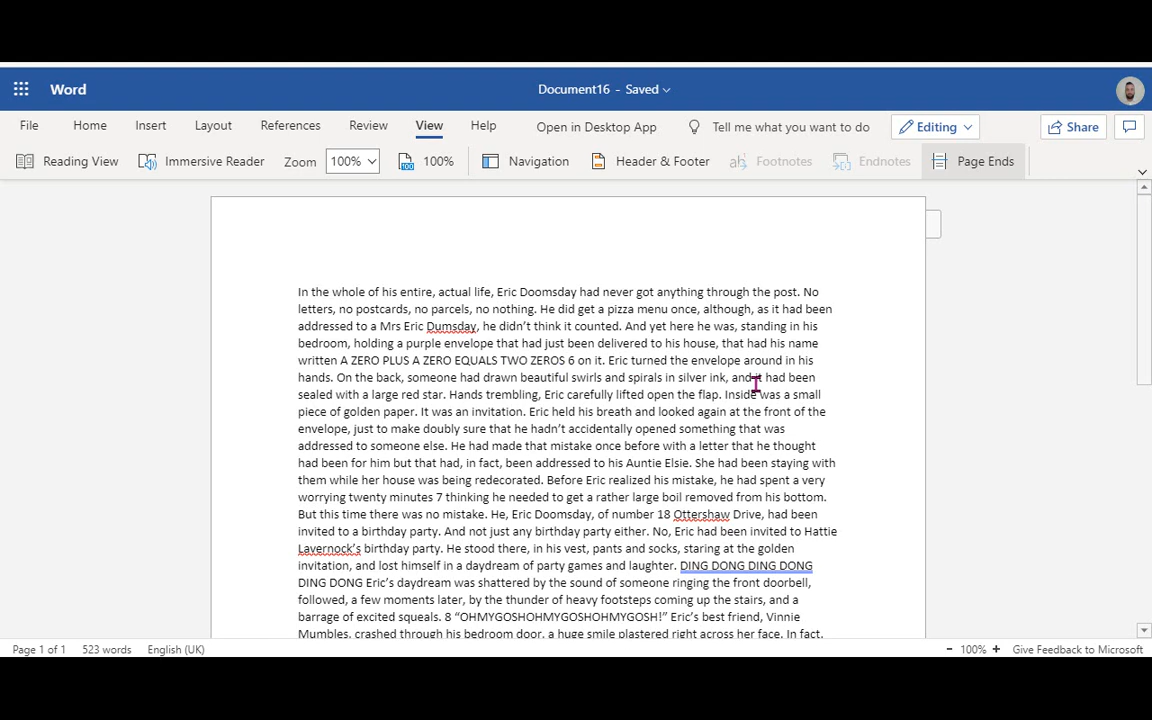 Word
Document16 - Saved
File Home Insert Layout References Review View Help Open in Desktop App Tell me what you want to do Editing Share
Reading View Immersive Reader Zoom 100% 100 100% Navigation Header & Footer ab Footnotes Endnotes Page Ends
In the whole of his entire, actual life, Eric Doomsday had never got anything through the post. No
letters, no postcards, no parcels, no nothing. He did get a pizza menu once, although, as it had been
addressed to a Mrs Eric Dumsday, he didn’t think it counted. And yet here he was, standing in his
bedroom, holding a purple envelope that had just been delivered to his house, that had his name
written A ZERO PLUS A ZERO EQUALS TWO ZEROS 6 on it. Eric turned the envelope around in his
hands. On the back, someone had drawn beautiful swirls and spirals in silver ink, and it had been
sealed with a large red star. Hands trembling, Eric carefully lifted open the flap. Inside was a small
piece of golden paper. It was an invitation. Eric held his breath and looked again at the front of the
envelope, just to make doubly sure that he hadn’t accidentally opened something that was
addressed to someone else. He had made that mistake once before with a letter that he thought
had been for him but that had, in fact, been addressed to his Auntie Elsie. She had been staying with
them while her house was being redecorated. Before Eric realized his mistake, he had spent a very
worrying twenty minutes 7 thinking he needed to get a rather large boil removed from his bottom.
But this time there was no mistake. He, Eric Doomsday, of number 18 Ottershaw Drive, had been
invited to a birthday party. And not just any birthday party either. No, Eric had been invited to Hattie
Lavernock’s birthday party. He stood there, in his vest, pants and socks, staring at the golden
invitation, and lost himself in a daydream of party games and laughter. DING DONG DING DONG
DING DONG Eric’s daydream was shattered by the sound of someone ringing the front doorbell,
followed, a few moments later, by the thunder of heavy footsteps coming up the stairs, and a
barrage of excited squeals. 8 “OHMYGOSHOHMYGOSHOHMYGOSH!” Eric’s best friend, Vinnie
Mumbles, crashed through his bedroom door, a huge smile plastered right across her face. In fact,
Page 1 of 1 523 words English (UK) - 100% + Give Feedback to Microsoft